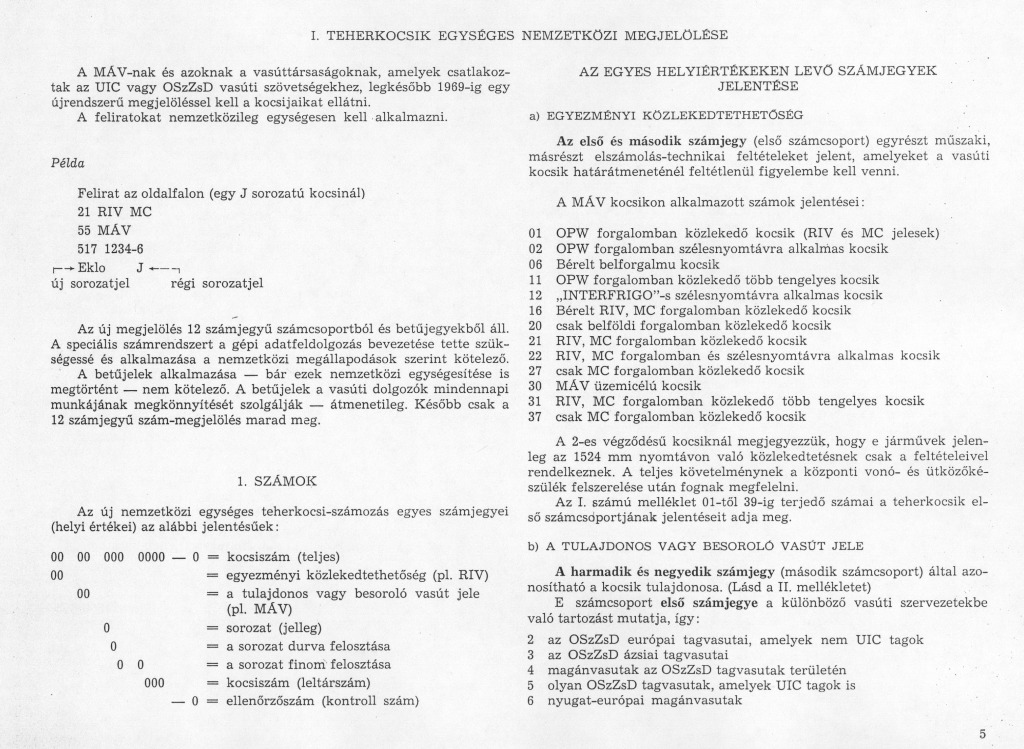 I. TEHERKOCSIK EGYSÉGES NEMZETKÖZI MEGJELÖLÉSE
A MÁV-nak és azoknak a vasúttársaságoknak, amelyek csatlakoz-
tak az UIC vagy OSzZsD vasúti szövetségekhez, legkésőbb 1969-ig egy
újrendszerű megjelöléssel kell a kocsijaikat ellátni.
A feliratokat nemzetközileg egységesen kell alkalmazni.
Példa
Felirat az oldalfalon (egy J sorozatú kocsinál)
21 RIV MC
55 MÁV
517 1234-6
Eklo J
új sorozatjel régi sorozatjel
Az új megjelölés 12 számjegyű számcsoportból és betűjegyekből áll.
A speciális számrendszert a gépi adatfeldolgozás bevezetése tette szük-
ségessé és alkalmazása a nemzetközi megállapodások szerint kötelező.
A betűjelek alkalmazása — bár ezek nemzetközi egységesítése is
megtörtént — nem kötelező. A betűjelek a vasúti dolgozók mindennapi
munkájának megkönnyítését szolgálják — átmenetileg. Később csak a
12 számjegyű szám-megjelölés marad meg.
1. SZÁMOK
Az új nemzetközi egységes teherkocsi-számozás egyes számjegyei
(helyi értékei) az alábbi jelentésűek:
00 00 000 0000 — 0 = kocsiszám (teljes)
00 = egyezményi közlekedtethetőség (pl. RIV)
00 = a tulajdonos vagy besoroló vasút jele
(pl. MÁV)
0 = sorozat (jelleg)
0 = a sorozat durva felosztása
0 0 = a sorozat finom felosztása
000 = kocsiszám (leltárszám)
— 0 = ellenőrzőszám (kontroll szám)
AZ EGYES HELYIÉRTÉKEKEN LEVŐ SZÁMJEGYEK
JELENTÉSE
a) EGYEZMÉNYI KÖZLEKEDTETHETŐSÉG
Az első és második számjegy (első számcsoport) egyrészt műszaki,
másrészt elszámolás-technikai feltételeket jelent, amelyeket a vasúti
kocsik határátmeneténél feltétlenül figyelembe kell venni.
A MÁV kocsikon alkalmazott számok jelentései:
01 OPW forgalomban közlekedő kocsik (RIV és MC jelesek)
02 OPW forgalomban szélesnyomtávra alkalmas kocsik
06 Bérelt belforgalmu kocsik
11 OPW forgalomban közlekedő több tengelyes kocsik
12 „INTERFRIGO"-s szélesnyomtávra alkalmas kocsik
16 Bérelt RIV, MC forgalomban közlekedő kocsik
20 csak belföldi forgalomban közlekedő kocsik
21 RIV, MC forgalomban közlekedő kocsik
22 RIV, MC forgalomban és szélesnyomtávra alkalmas kocsik
27 csak MC forgalomban közlekedő kocsik
30 MÁV üzemicélú kocsik
31 RIV, MC forgalomban közlekedő több tengelyes kocsik
37 csak MC forgalomban közlekedő kocsik
A 2-es végződésű kocsiknál megjegyezzük, hogy e járművek jelen-
leg az 1524 mm nyomtávon való közlekedtetésnek csak a feltételeivel
rendelkeznek. A teljes követelménynek a központi vonó- és ütközőké-
szülék felszerelése után fognak megfelelni.
Az I. számú melléklet 01-től 39-ig terjedő számai a teherkocsik el-
ső számcsoportjának jelentéseit adja meg.
b) A TULAJDONOS VAGY BESOROLÓ VASÚT JELE
A harmadik és negyedik számjegy (második számcsoport) által azo-
nosítható a kocsik tulajdonosa. (Lásd a II. mellékletet)
E számcsoport első számjegye a különböző vasúti szervezetekbe
való tartozást mutatja, így:
2 az OSzZsD európai tagvasutai, amelyek nem UIC tagok
3 az OSzZsD ázsiai tagvasutai
4 magánvasutak az OSzZsD tagvasutak területén
5 olyan OSzZsD tagvasutak, amelyek UIC tagok is
6 nyugat-európai magánvasutak
5